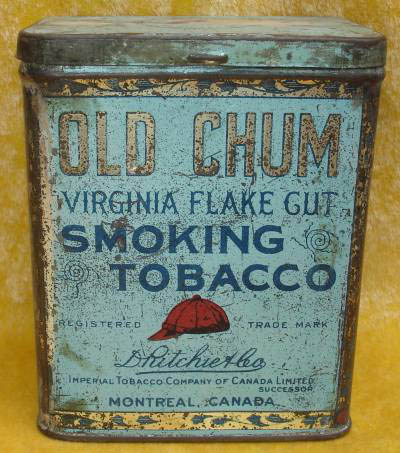 OLD CHUM
VIRGINIA FLAKE CUT
SMOKING
TOBACCO
REGISTERED TRADE MARK
D Ritchie & Co
IMPERIAL TOBACCO COMPANY OF CANADA LIMITED
SUCCESSOR
MONTREAL, CANADA.